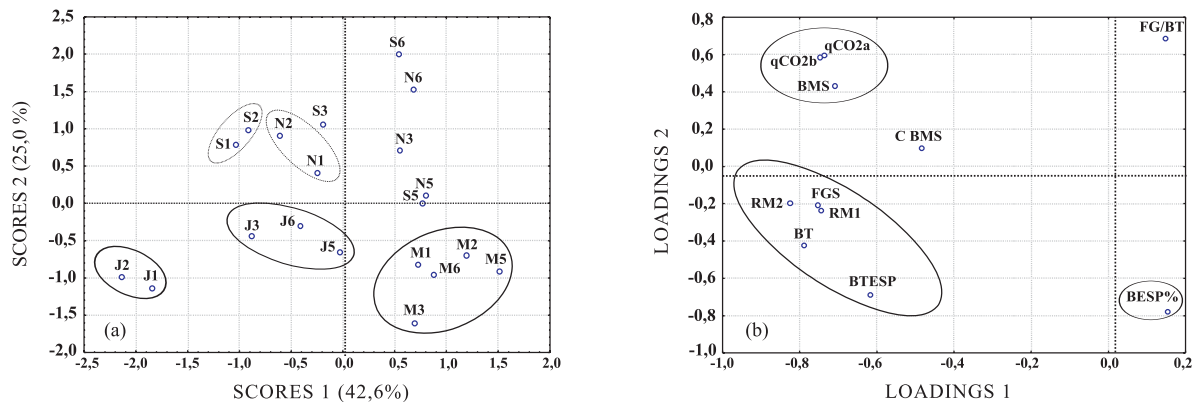 2,5
2,0
1,5
1,0
0,5
0,0
-0,5
-1,0
-1,5
-2,0
SCORES 2 (25,0 %)
S6
N6
S3
S2
N2
S1
N1
N3
N5
S5
J3
J6
J5
J2
J1
M1
M2
M6
M5
M3
(a)
-2,5 -2,0 -1,5 -1,0 -0,5 0,0 0,5 1,0 1,5 2,0
SCORES 1 (42,6%)
0,8
0,6
0,4
0,2
0,0
-0,2
-0,4
-0,6
-0,8
-1,0
LOADINGS 2
FG/BT
qCO2a
qCO2b
BMS
C BMS
RM2
FGS
RM1
BT
BTESP
BESP%
(b)
-1,0 -0,8 -0,6 -0,4 -0,2 0,0 0,2
LOADINGS 1